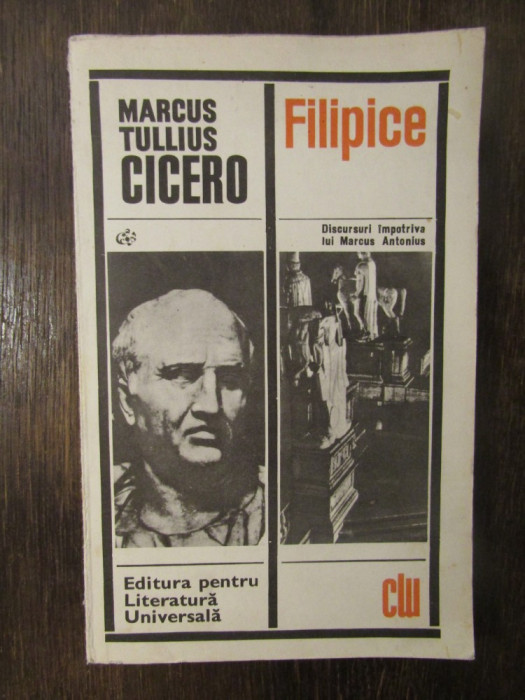 MARCUS
TULLIUS
CICERO
Filipice
Discursuri împotriva
lui Marcus Antonius
Editura pentru
Literatură
Universală
clu